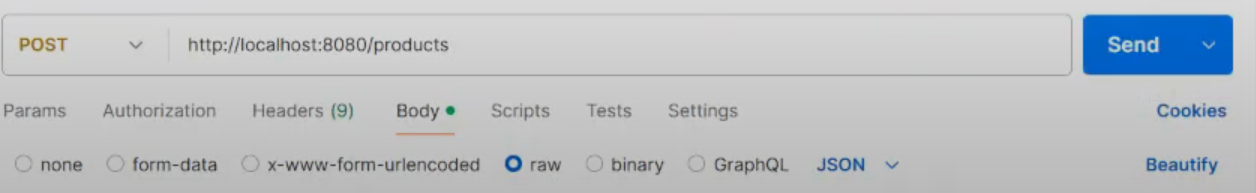 POST http://localhost:8080/products Send
Params Authorization Headers (9) Body Scripts Tests Settings Cookies
none form-data x-www-form-urlencoded raw binary GraphQL JSON Beautify